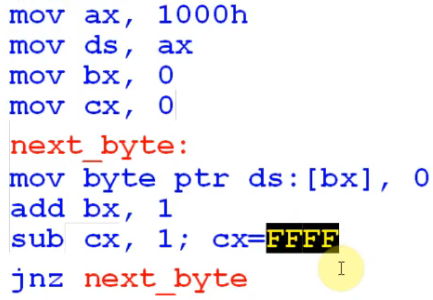 mov ax, 1000h
mov ds, ax
mov bx, 0
mov cx, 0
next_byte:
mov byte ptr ds:[bx], 0
add bx, 1
sub cx, 1; cx=FFFF
jnz next_byte